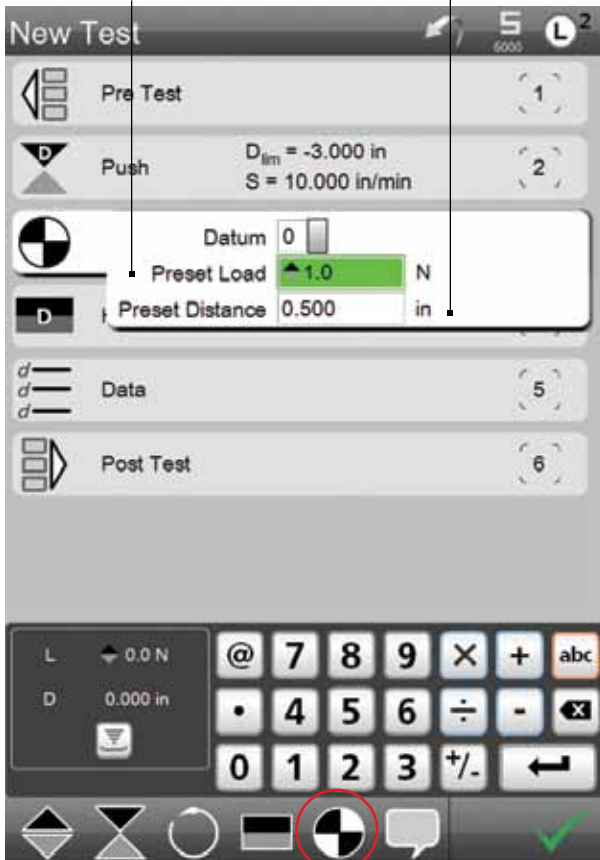 New Test
S
6000
L 2
Pre Test
1
Push
Dlim = -3.000 in
S = 10.000 in/min
2
Datum 0
Preset Load 1.0 N
Preset Distance 0.500 in
D
d
d
d
Data
5
Post Test
6
L 0.0 N
D 0.000 in
@ 7 8 9 × + abc
• 4 5 6 ÷ -
0 1 2 3 +/-